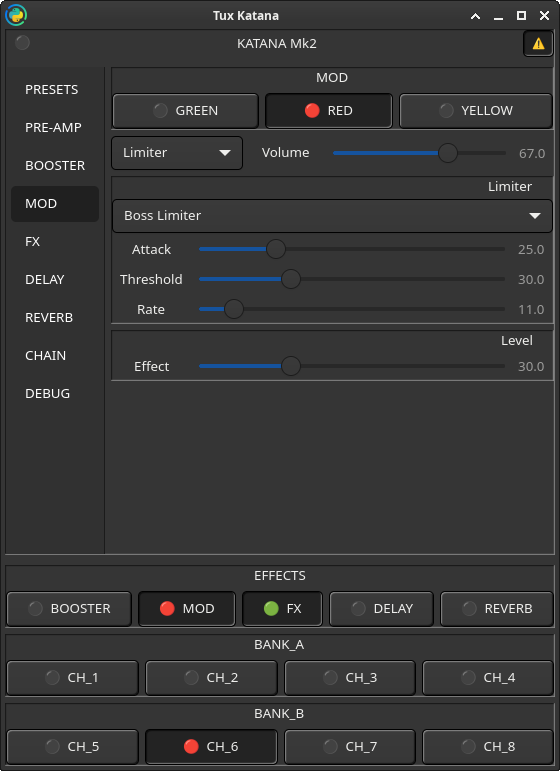 Tux Katana
KATANA Mk2
PRESETS
PRE-AMP
BOOSTER
MOD
FX
DELAY
REVERB
CHAIN
DEBUG
MOD
GREEN RED YELLOW
Limiter Volume 67.0
Limiter
Boss Limiter
Attack 25.0
Threshold 30.0
Rate 11.0
Level
Effect 30.0
EFFECTS
BOOSTER MOD FX DELAY REVERB
BANK_A
CH_1 CH_2 CH_3 CH_4
BANK_B
CH_5 CH_6 CH_7 CH_8